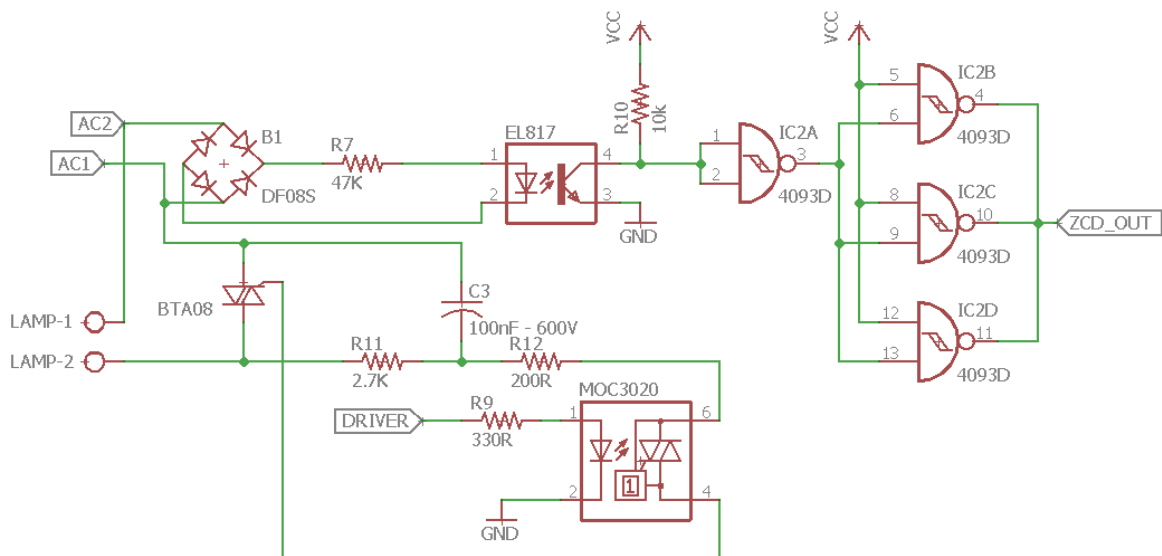 VCC
VCC
IC2B
AC2
B1
R7
EL817
R10
10k
5
4
6
4093D
AC1
DF08S
47K
1
4
2
3
GND
1
2
IC2A
3
4093D
IC2C
8
10
9
4093D
ZCD_OUT
BTA08
C3
100nF - 600V
LAMP-1
LAMP-2
R11
2.7K
R12
200R
IC2D
12
11
13
4093D
MOC3020
DRIVER
R9
330R
1
6
1
2
4
GND